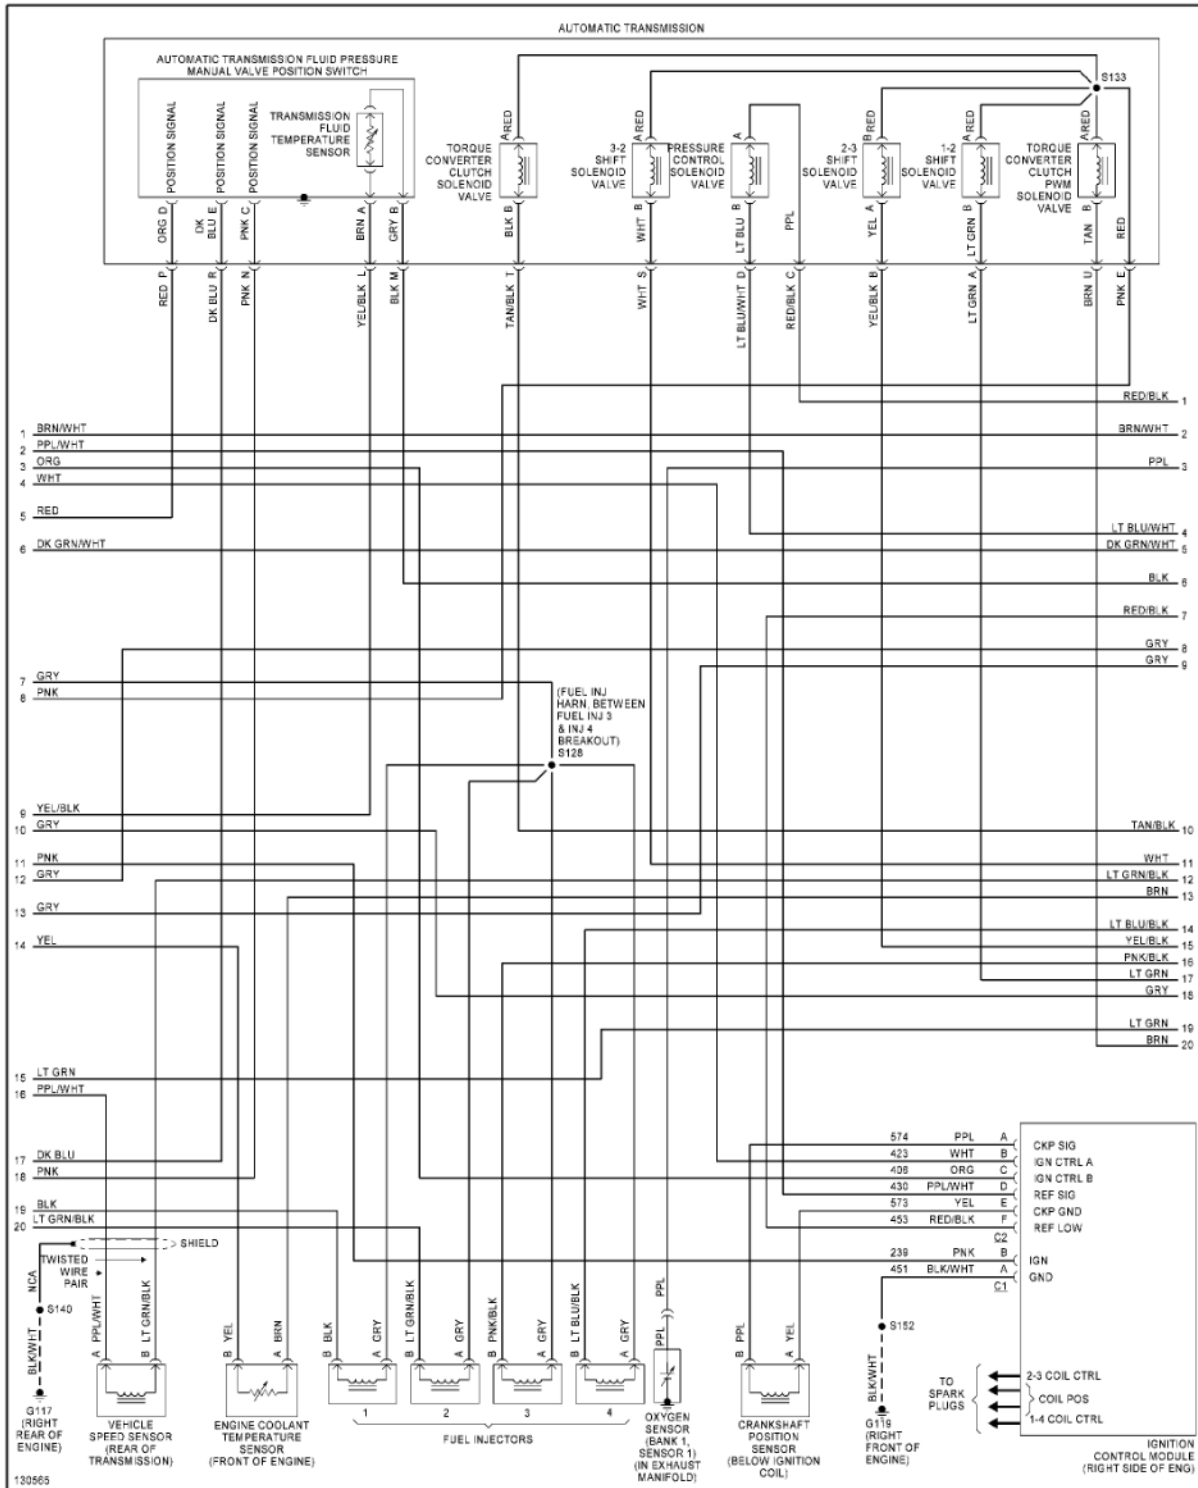 AUTOMATIC TRANSMISSION
AUTOMATIC TRANSMISSION FLUID PRESSURE
MANUAL VALVE POSITION SWITCH
POSITION SIGNAL
POSITION SIGNAL
POSITION SIGNAL
TRANSMISSION
FLUID
TEMPERATURE
SENSOR
TORQUE
CONVERTER
CLUTCH
SOLENOID
VALVE
3-2
SHIFT
SOLENOID
VALVE
PRESSURE
CONTROL
SOLENOID
VALVE
2-3
SHIFT
SOLENOID
VALVE
1-2
SHIFT
SOLENOID
VALVE
TORQUE
CONVERTER
CLUTCH
PWM
SOLENOID
VALVE
S133
A RED
A RED
A
B RED
A RED
A RED
ORG D
DK
BLU E
PNK C
BRN A
GRY B
BLK B
WHT B
LT BLU B
PPL
YEL A
LT GRN B
TAN B
RED
RED P
DK BLU R
PNK N
YEL/BLK L
BLK M
TAN/BLK T
WHT S
LT BLU/WHT D
RED/BLK C
YEL/BLK B
LT GRN A
BRN U
PNK E
RED/BLK 1
1 BRN/WHT
BRN/WHT 2
2 PPL/WHT
3 ORG
PPL 3
4 WHT
5 RED
LT BLU/WHT 4
6 DK GRN/WHT
DK GRN/WHT 5
BLK 6
RED/BLK 7
GRY 8
GRY 9
7 GRY
8 PNK
(FUEL INJ
HARN, BETWEEN
FUEL INJ 3
& INJ 4
BREAKOUT)
S128
9 YEL/BLK
10 GRY
TAN/BLK 10
11 PNK
WHT 11
12 GRY
LT GRN/BLK 12
BRN 13
13 GRY
LT BLU/BLK 14
14 YEL
YEL/BLK 15
PNK/BLK 16
LT GRN 17
GRY 18
LT GRN 19
BRN 20
15 LT GRN
16 PPL/WHT
17 DK BLU
18 PNK
19 BLK
20 LT GRN/BLK
574 PPL A CKP SIG
423 WHT B IGN CTRL A
406 ORG C IGN CTRL B
430 PPL/WHT D REF SIG
573 YEL E CKP GND
453 RED/BLK F REF LOW
C2
239 PNK B IGN
451 BLK/WHT A GND
C1
SHIELD
TWISTED
WIRE
PAIR
NCA
S140
BLK/WHT
G117
(RIGHT
REAR OF
ENGINE)
A PPL/WHT
B LT GRN/BLK
VEHICLE
SPEED SENSOR
(REAR OF
TRANSMISSION)
B YEL
A BRN
ENGINE COOLANT
TEMPERATURE
SENSOR
(FRONT OF ENGINE)
B BLK
A GRY
B LT GRN/BLK
A GRY
B PNK/BLK
A GRY
B LT BLU/BLK
A GRY
1
2
3
4
FUEL INJECTORS
PPL
PPL
OXYGEN
SENSOR
(BANK 1,
SENSOR 1)
(IN EXHAUST
MANIFOLD)
B PPL
A YEL
CRANKSHAFT
POSITION
SENSOR
(BELOW IGNITION
COIL)
S152
BLK/WHT
G119
(RIGHT
FRONT OF
ENGINE)
TO
SPARK
PLUGS
2-3 COIL CTRL
COIL POS
1-4 COIL CTRL
IGNITION
CONTROL MODULE
(RIGHT SIDE OF ENG)
130565